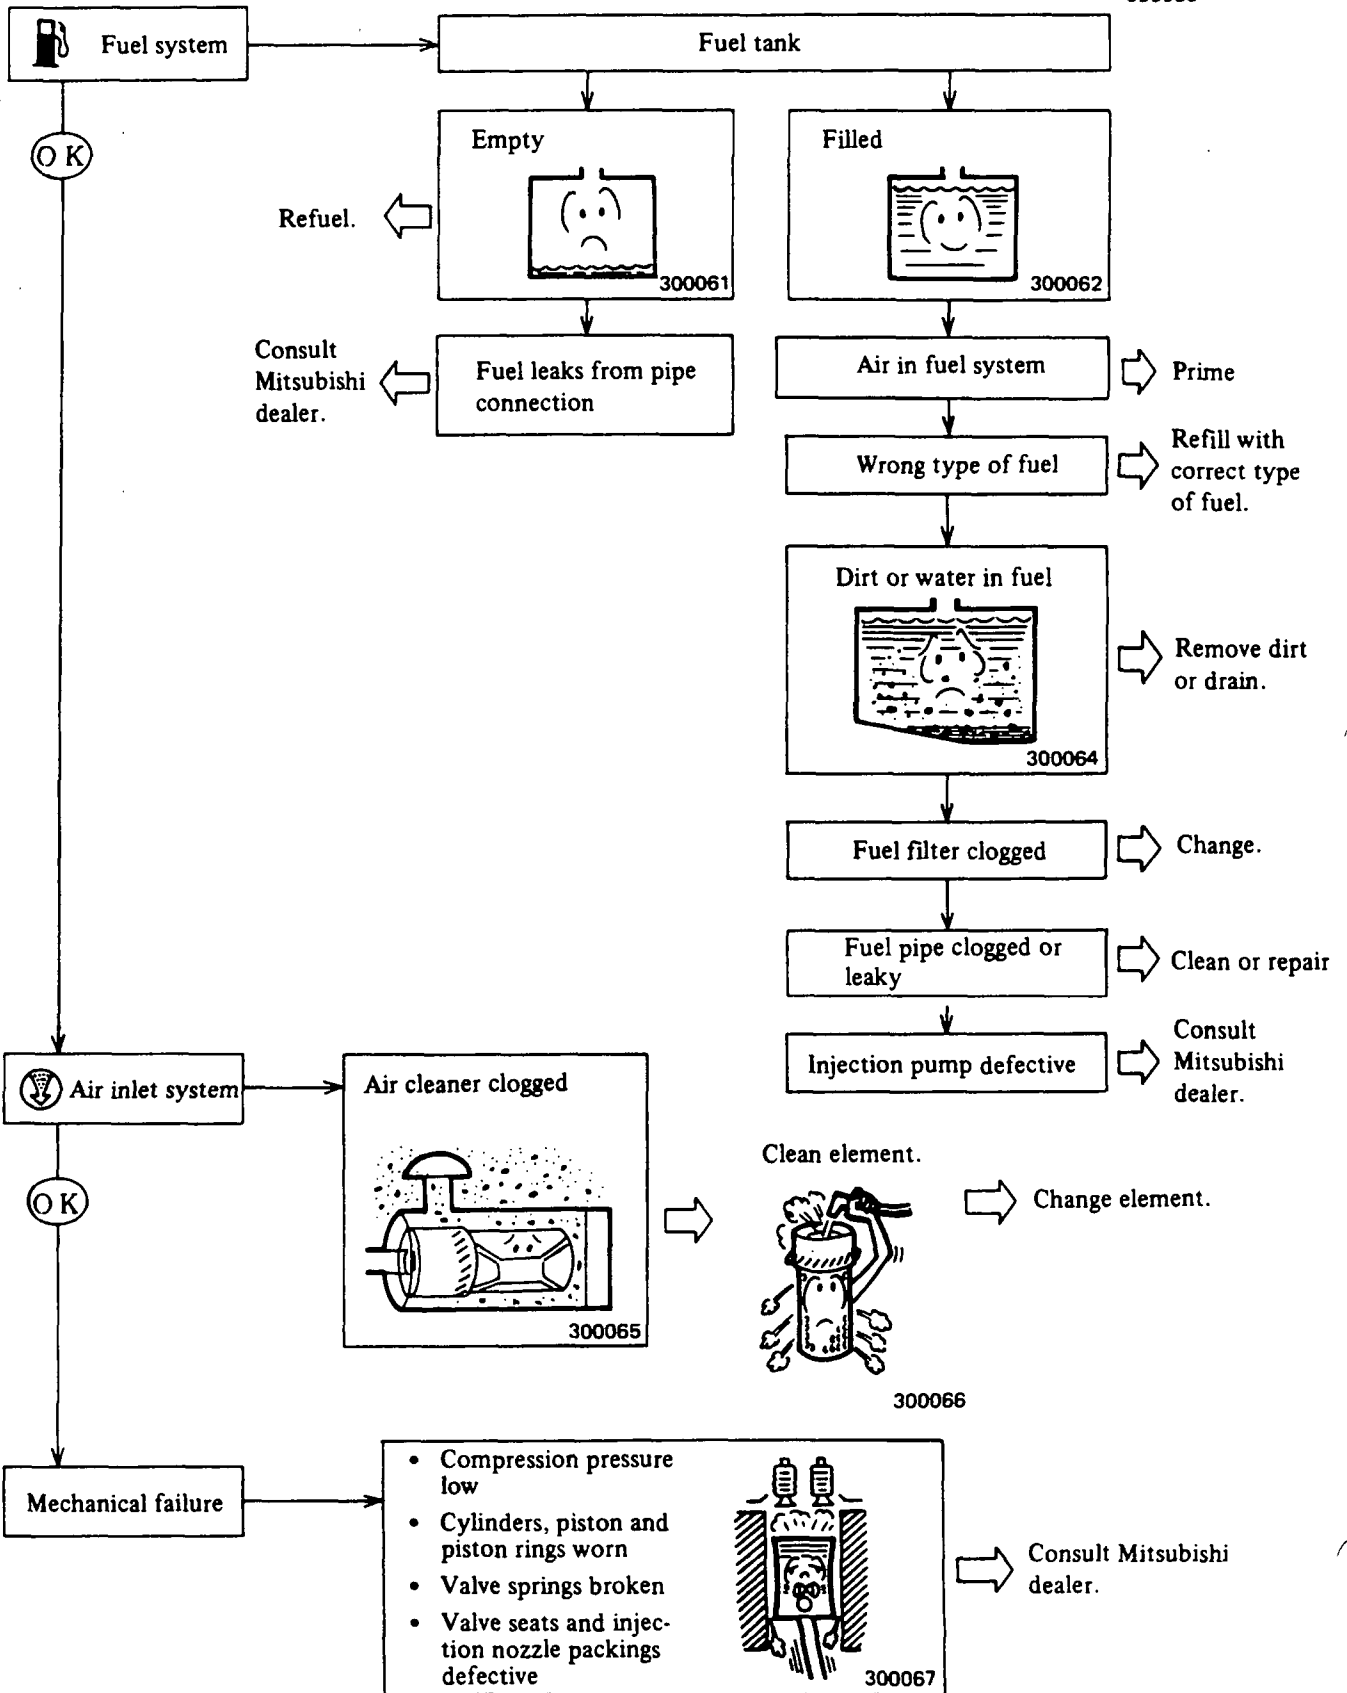 Fuel system
Fuel tank
OK
Empty
300061
Refuel.
Filled
300062
Fuel leaks from pipe
connection
Consult
Mitsubishi
dealer.
Air in fuel system
Prime
Wrong type of fuel
Refill with
correct type
of fuel.
Dirt or water in fuel
300064
Remove dirt
or drain.
Fuel filter clogged
Change.
Fuel pipe clogged or
leaky
Clean or repair
Injection pump defective
Consult
Mitsubishi
dealer.
Air inlet system
Air cleaner clogged
300065
Clean element.
300066
Change element.
OK
Mechanical failure
• Compression pressure
low
• Cylinders, piston and
piston rings worn
• Valve springs broken
• Valve seats and injec-
tion nozzle packings
defective
300067
Consult Mitsubishi
dealer.